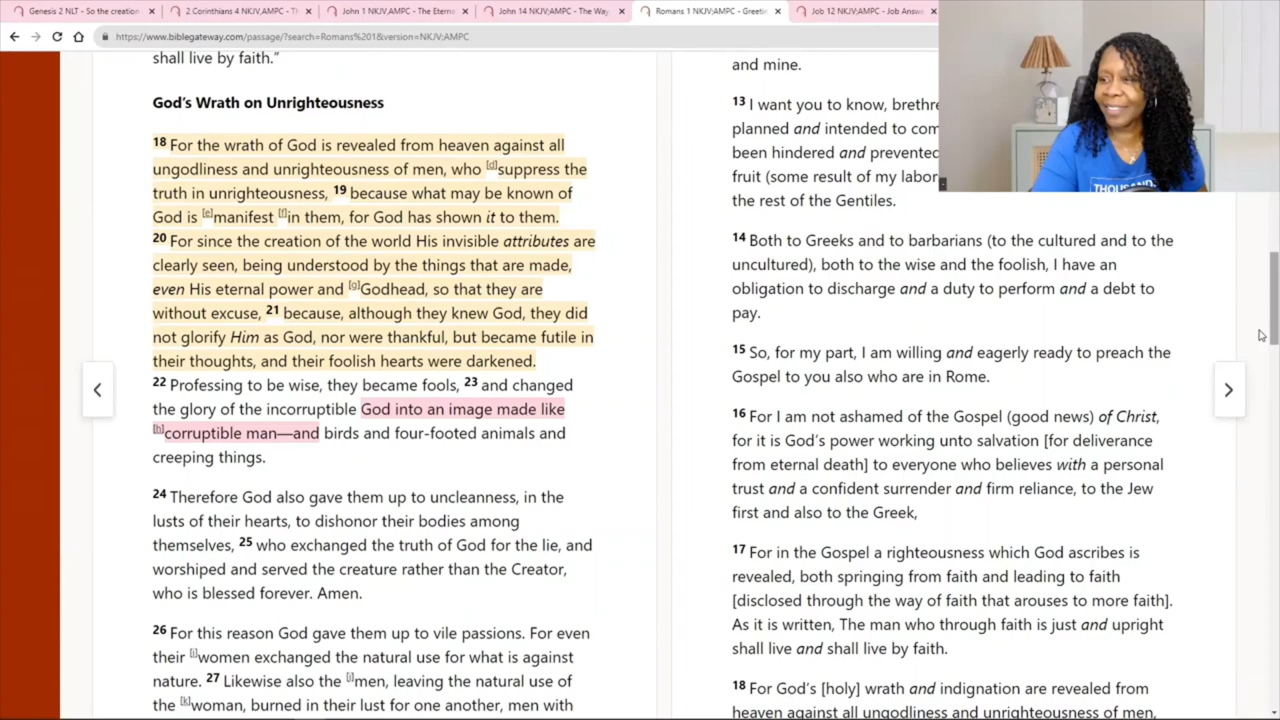 Genesis 2 NLT - So the
2 Corinthians 4 NKJV,AMPC - Th
John 1 NKJV,AMPC - The Eterno
John 14 NKJV;AMPC - The Way,
Romans 1 NKJV;AMPC - Greeti
Job 12 NKJV;AMPC - Job Answ
https://www.biblegateway.com/passage/?search=Romans%201&version=NKJV;AMPC
shall live by faith.”
God’s Wrath on Unrighteousness
18 For the wrath of God is revealed from heaven against all
ungodliness and unrighteousness of men, who [d]suppress the
truth in unrighteousness, 19 because what may be known of
God is [e]manifest [f]in them, for God has shown it to them.
20 For since the creation of the world His invisible attributes are
clearly seen, being understood by the things that are made,
even His eternal power and [g]Godhead, so that they are
without excuse, 21 because, although they knew God, they did
not glorify Him as God, nor were thankful, but became futile in
their thoughts, and their foolish hearts were darkened.
22 Professing to be wise, they became fools, 23 and changed
the glory of the incorruptible God into an image made like
[h]corruptible man—and birds and four-footed animals and
creeping things.
24 Therefore God also gave them up to uncleanness, in the
lusts of their hearts, to dishonor their bodies among
themselves, 25 who exchanged the truth of God for the lie, and
worshiped and served the creature rather than the Creator,
who is blessed forever. Amen.
26 For this reason God gave them up to vile passions. For even
their [i]women exchanged the natural use for what is against
nature. 27 Likewise also the [j]men, leaving the natural use of
the [k]woman, burned in their lust for one another, men with
and mine.
13 I want you to know, brethre
planned and intended to com
been hindered and prevented
fruit (some result of my labor
the rest of the Gentiles.
14 Both to Greeks and to barbarians (to the cultured and to the
uncultured), both to the wise and the foolish, I have an
obligation to discharge and a duty to perform and a debt to
pay.
15 So, for my part, I am willing and eagerly ready to preach the
Gospel to you also who are in Rome.
16 For I am not ashamed of the Gospel (good news) of Christ,
for it is God’s power working unto salvation [for deliverance
from eternal death] to everyone who believes with a personal
trust and a confident surrender and firm reliance, to the Jew
first and also to the Greek,
17 For in the Gospel a righteousness which God ascribes is
revealed, both springing from faith and leading to faith
[disclosed through the way of faith that arouses to more faith].
As it is written, The man who through faith is just and upright
shall live and shall live by faith.
18 For God’s [holy] wrath and indignation are revealed from
heaven against all ungodliness and unrighteousness of men,
THOUSAND